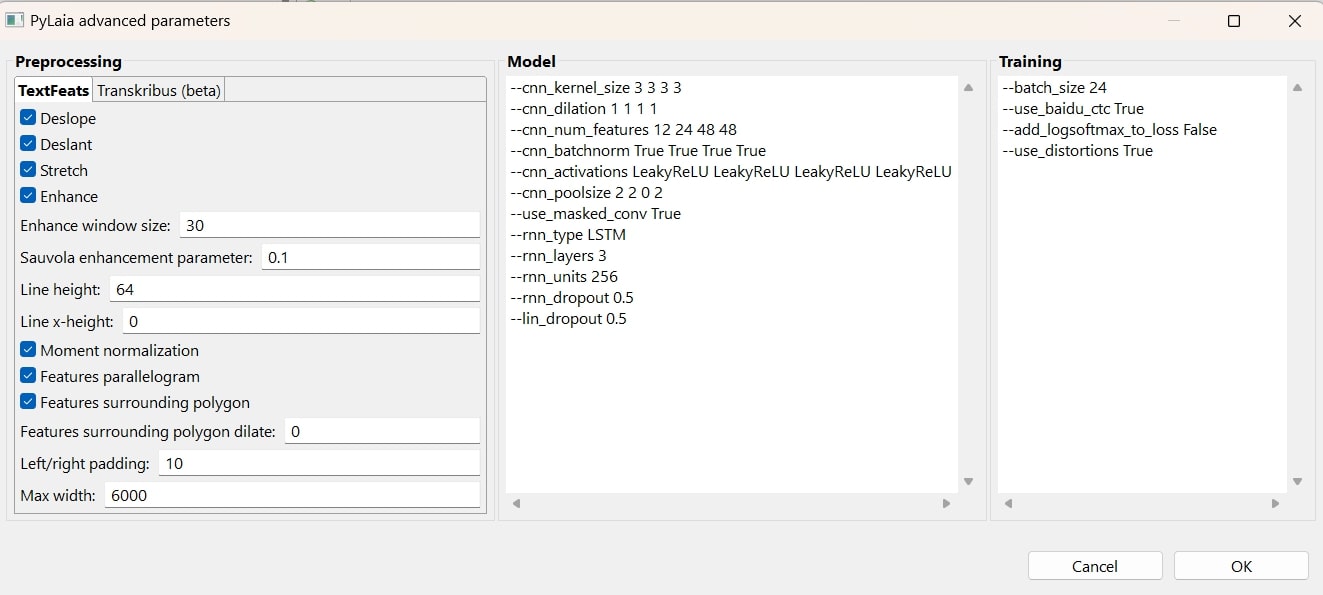 PyLaia advanced parameters
Preprocessing
TextFeats Transkribus (beta)
Deslope
Deslant
Stretch
Enhance
Enhance window size: 30
Sauvola enhancement parameter: 0.1
Line height: 64
Line x-height: 0
Moment normalization
Features parallelogram
Features surrounding polygon
Features surrounding polygon dilate: 0
Left/right padding: 10
Max width: 6000
Model
--cnn_kernel_size 3 3 3 3
--cnn_dilation 1 1 1 1
--cnn_num_features 12 24 48 48
--cnn_batchnorm True True True True
--cnn_activations LeakyReLU LeakyReLU LeakyReLU LeakyReLU
--cnn_poolsize 2 2 0 2
--use_masked_conv True
--rnn_type LSTM
--rnn_layers 3
--rnn_units 256
--rnn_dropout 0.5
--lin_dropout 0.5
Training
--batch_size 24
--use_baidu_ctc True
--add_logsoftmax_to_loss False
--use_distortions True
Cancel
OK